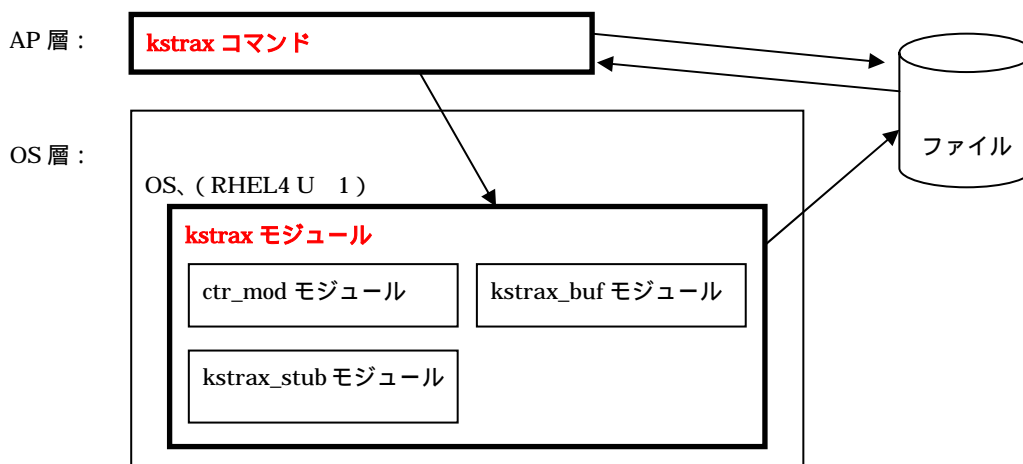 AP 層：
kstrax コマンド
ファイル
OS 層：
OS、（RHEL4 U 1）
kstrax モジュール
ctr_mod モジュール
kstrax_buf モジュール
kstrax_stub モジュール